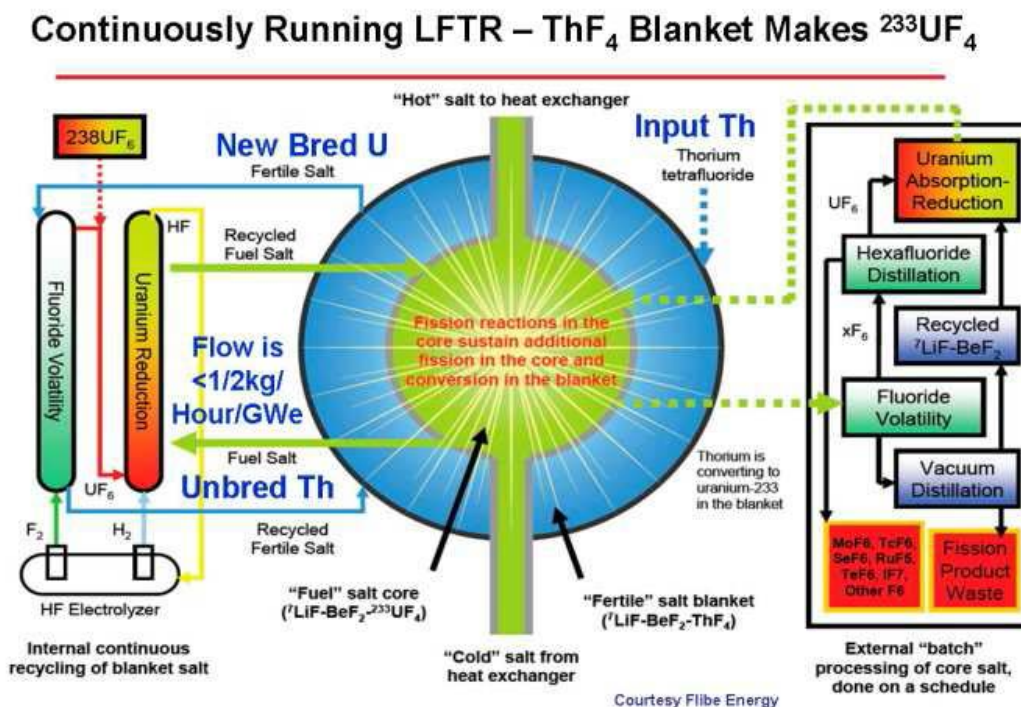 Continuously Running LFTR – ThF₄ Blanket Makes ²³³UF₄
"Hot" salt to heat exchanger
238UF₆
New Bred U
Fertile Salt
Input Th
Thorium
tetrafluoride
HF
Recycled
Fuel Salt
Fluoride Volatility
Uranium Reduction
Flow is
<1/2kg/
Hour/GWe
Fuel Salt
Unbred Th
UF₆
Recycled
Fertile Salt
F₂
H₂
HF Electrolyzer
Internal continuous
recycling of blanket salt
Fission reactions in the
core sustain additional
fission in the core and
conversion in the blanket
Thorium is
converting to
uranium-233
in the blanket
"Fuel" salt core
(⁷LiF-BeF₂-²³³UF₄)
"Fertile" salt blanket
(⁷LiF-BeF₂-ThF₄)
"Cold" salt from
heat exchanger
Uranium
Absorption-
Reduction
UF₆
Hexafluoride
Distillation
xF₆
Recycled
⁷LiF-BeF₂
Fluoride
Volatility
Vacuum
Distillation
MoF6, TcF6,
SeF6, RuF5,
TeF6, IF7,
Other F6
Fission
Product
Waste
External "batch"
processing of core salt,
done on a schedule
Courtesy Flibe Energy